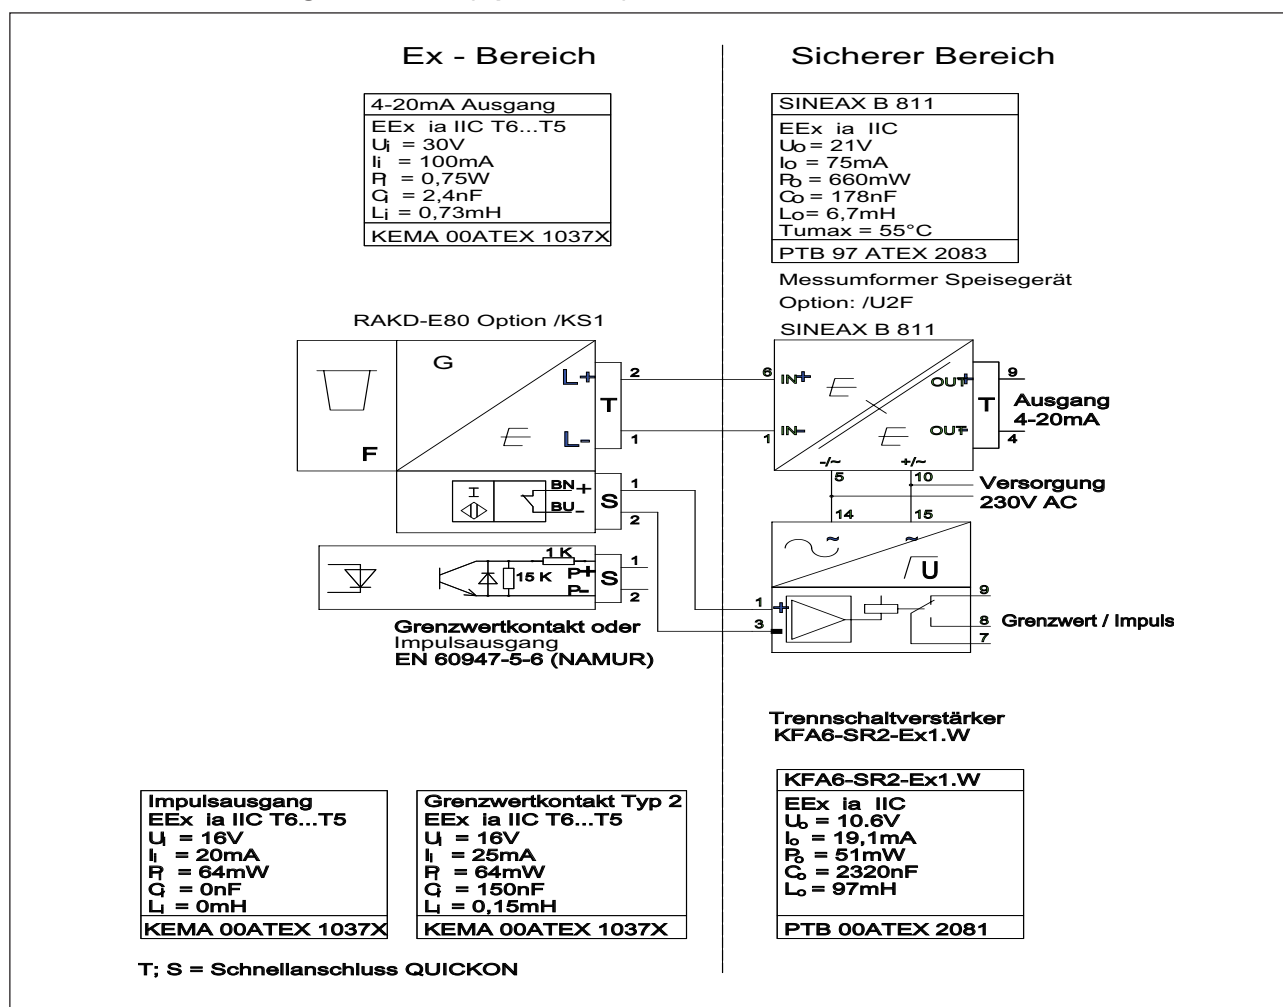 Ex - Bereich
Sicherer Bereich
4-20mA Ausgang
EEx ia IIC T6...T5
Ui = 30V
Ii = 100mA
Pi = 0,75W
Ci = 2,4nF
Li = 0,73mH
KEMA 00ATEX 1037X
SINEAX B 811
EEx ia IIC
Uo = 21V
Io = 75mA
Po = 660mW
Co = 178nF
Lo = 6,7mH
Tumax = 55°C
PTB 97 ATEX 2083
Messumformer Speisegerät
Option: /U2F
SINEAX B 811
RAKD-E80 Option /KS1
G
E
F
L+
L-
T
2
1
6
1
IN+
IN-
E
E
OUT+
OUT-
T
9
4
Ausgang
4-20mA
-/~
+/~
5
10
Versorgung
230V AC
14
15
~
~
U
I
BN+
BU-
S
1
2
1 K
15 K
P+
P-
S
1
2
1
3
+
-
9
8
7
Grenzwert / Impuls
Grenzwertkontakt oder
Impulsausgang
EN 60947-5-6 (NAMUR)
Trennschaltverstärker
KFA6-SR2-Ex1.W
Impulsausgang
EEx ia IIC T6...T5
Ui = 16V
Ii = 20mA
Pi = 64mW
Ci = 0nF
Li = 0mH
KEMA 00ATEX 1037X
Grenzwertkontakt Typ 2
EEx ia IIC T6...T5
Ui = 16V
Ii = 25mA
Pi = 64mW
Ci = 150nF
Li = 0,15mH
KEMA 00ATEX 1037X
KFA6-SR2-Ex1.W
EEx ia IIC
Uo = 10.6V
Io = 19,1mA
Po = 51mW
Co = 2320nF
Lo = 97mH
PTB 00ATEX 2081
T; S = Schnellanschluss QUICKON